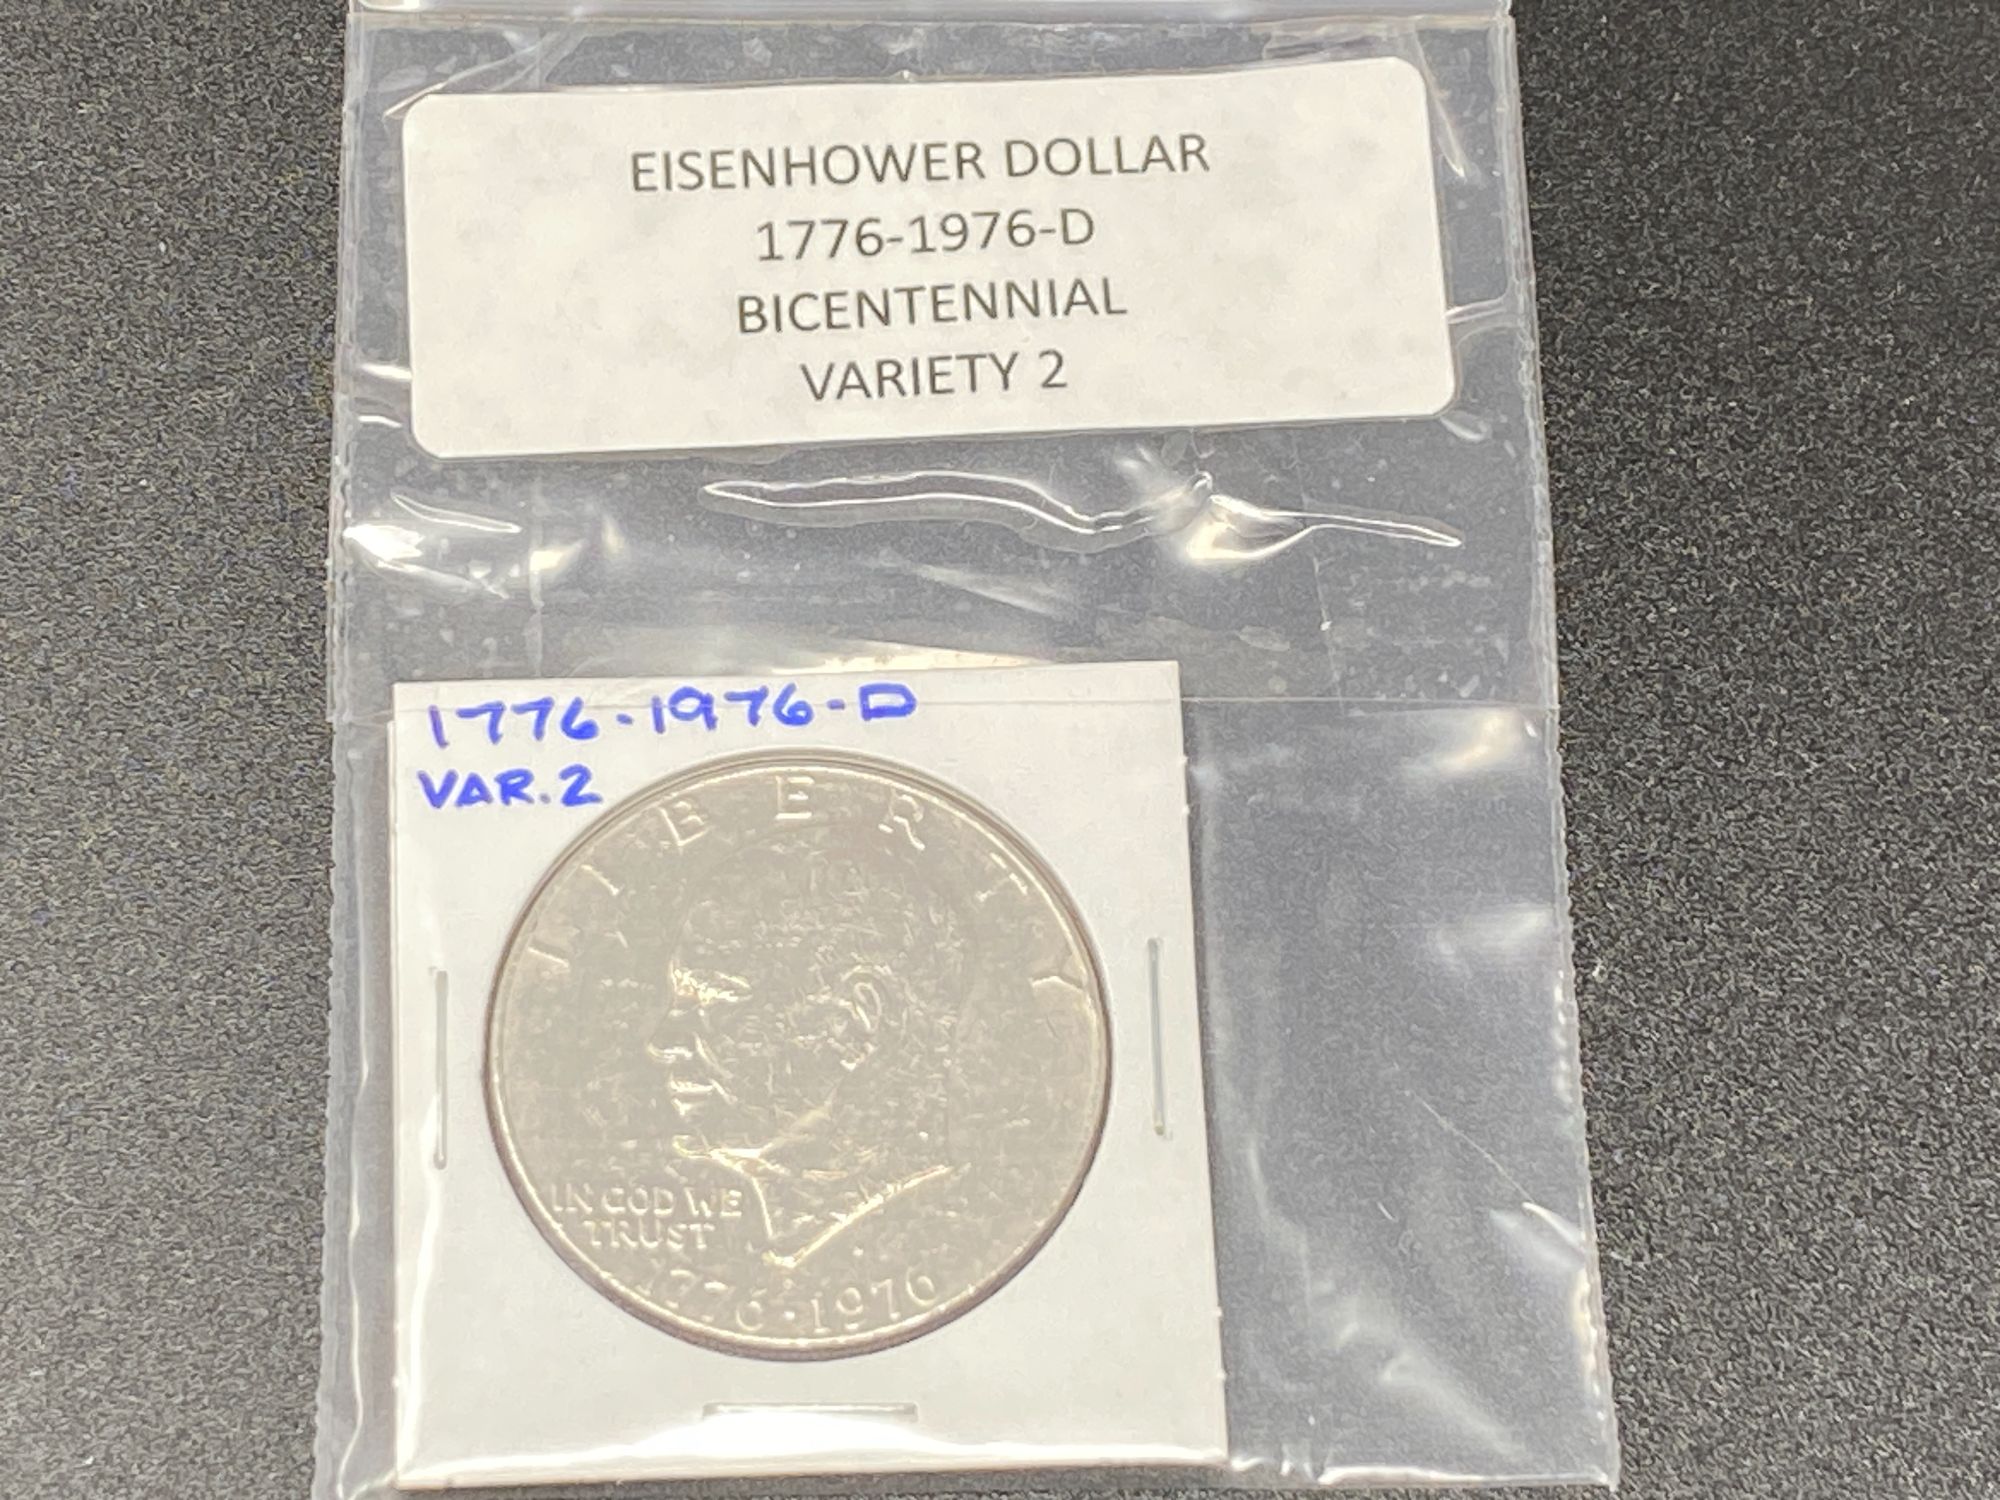 EISENHOWER DOLLAR
1776-1976-D
BICENTENNIAL
VARIETY 2
1776-1976-D
VAR.2
LIBERTY
IN GOD WE
TRUST
1776·1976